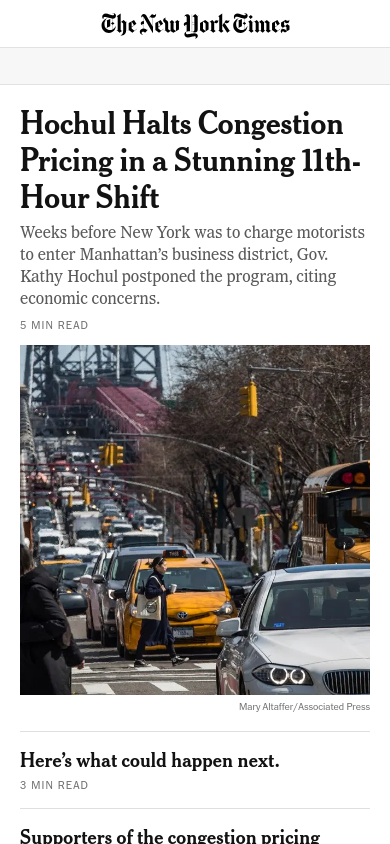 The New York Times
Hochul Halts Congestion
Pricing in a Stunning 11th-
Hour Shift
Weeks before New York was to charge motorists
to enter Manhattan’s business district, Gov.
Kathy Hochul postponed the program, citing
economic concerns.
5 MIN READ
TAXI
Mary Altaffer/Associated Press
Here’s what could happen next.
3 MIN READ
Supporters of the congestion pricing